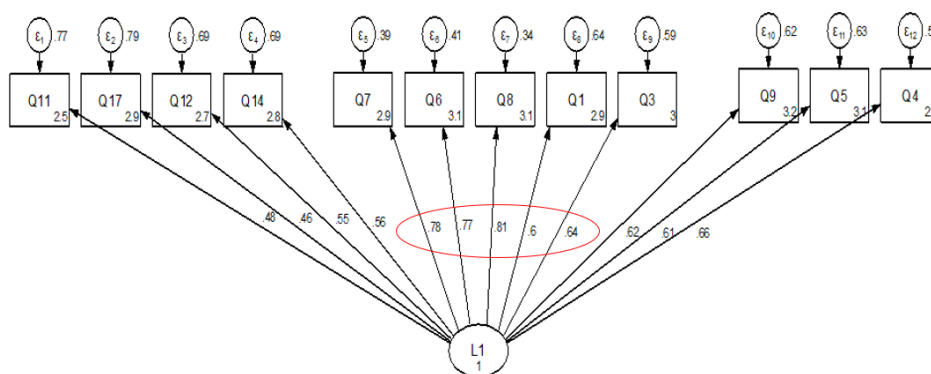 ε1 .77 ε2 .79 ε3 .69 ε4 .69 ε5 .39 ε6 .41 ε7 .34 ε8 .64 ε9 .59 ε10 .62 ε11 .63 ε12
Q11 Q17 Q12 Q14 Q7 Q6 Q8 Q1 Q3 Q9 Q5 Q4
2.5 2.9 2.7 2.8 2.9 3.1 3.1 2.9 3 3.2 3.1
.48 .46 .55 .56 .78 .77 .81 .6 .64 .62 .61 .66
L1
1